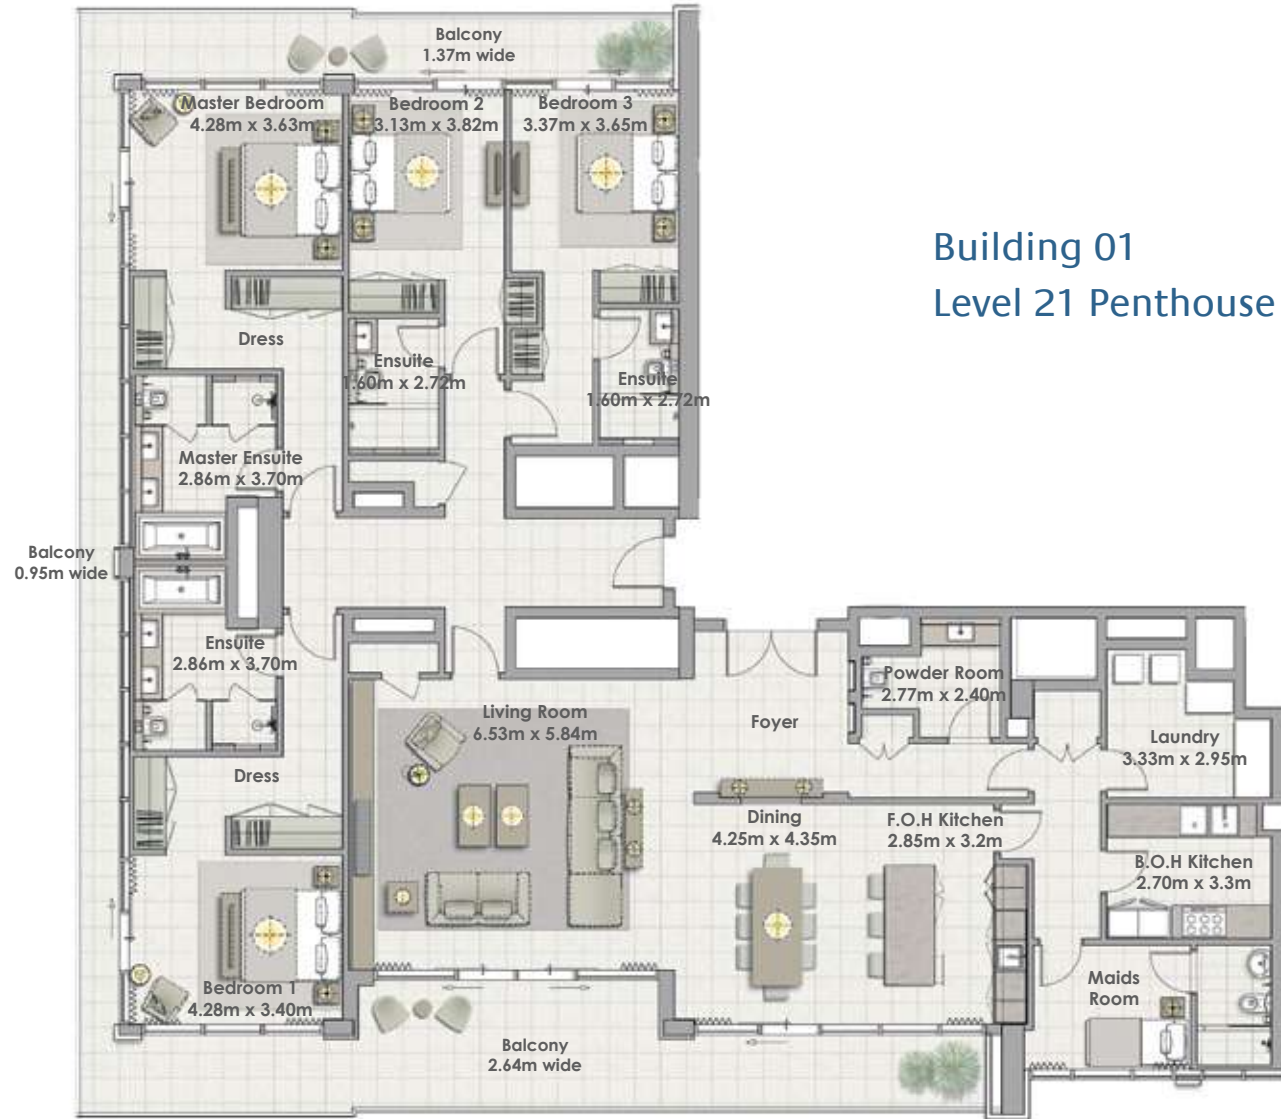 Balcony
1.37m wide
Master Bedroom
4.28m x 3.63m
Bedroom 2
3.13m x 3.82m
Bedroom 3
3.37m x 3.65m
Building 01
Level 21 Penthouse
Dress
Ensuite
1.60m x 2.72m
Ensuite
1.60m x 2.72m
Master Ensuite
2.86m x 3.70m
Balcony
0.95m wide
Ensuite
2.86m x 3.70m
Powder Room
2.77m x 2.40m
Living Room
6.53m x 5.84m
Foyer
Laundry
3.33m x 2.95m
Dress
Dining
4.25m x 4.35m
F.O.H Kitchen
2.85m x 3.2m
B.O.H Kitchen
2.70m x 3.3m
Bedroom 1
4.28m x 3.40m
Maids
Room
Balcony
2.64m wide